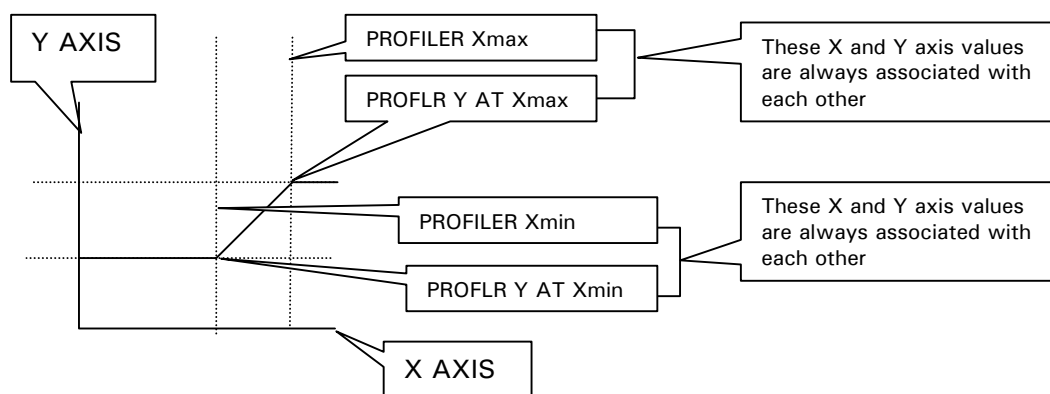 Y AXIS
PROFILER Xmax
PROFLR Y AT Xmax
These X and Y axis values
are always associated with
each other
PROFILER Xmin
PROFLR Y AT Xmin
These X and Y axis values
are always associated with
each other
X AXIS